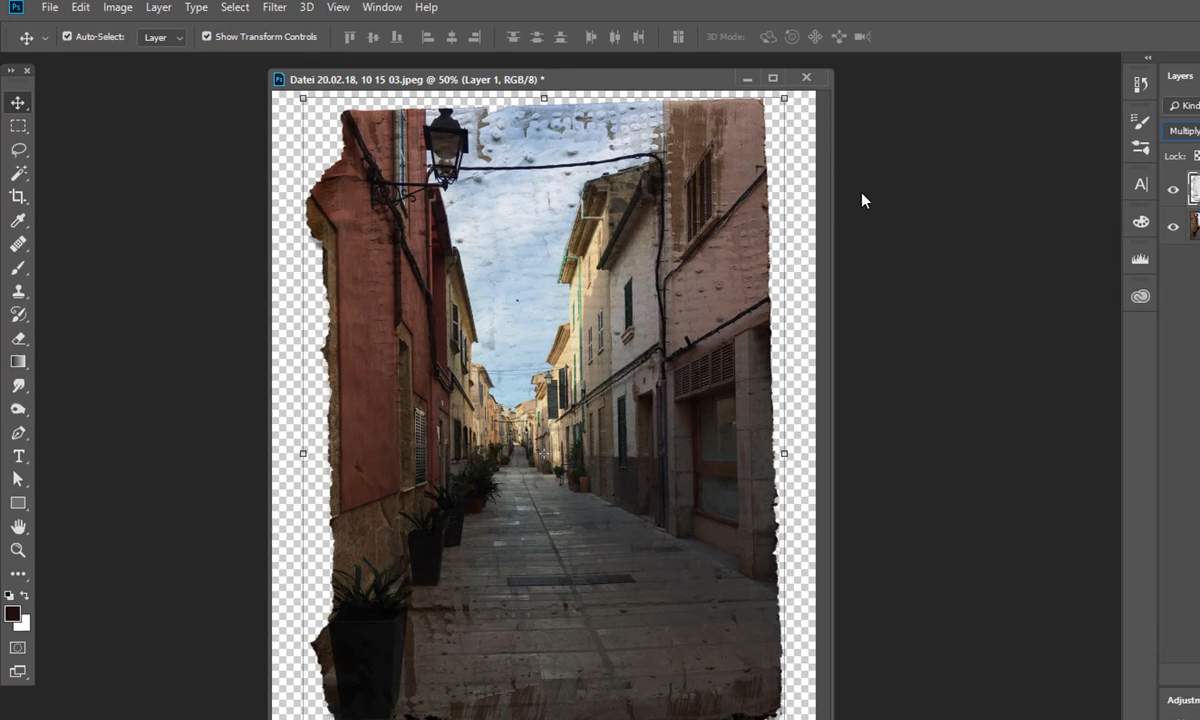 Ps File Edit Image Layer Type Select Filter 3D View Window Help
Auto-Select: Layer Show Transform Controls 3D Mode:
Ps Datei 20.02.18, 10 15 03.jpeg @ 50% (Layer 1, RGB/8) *
Layers
Kind
Multiply
Lock:
A
T
Adjustm